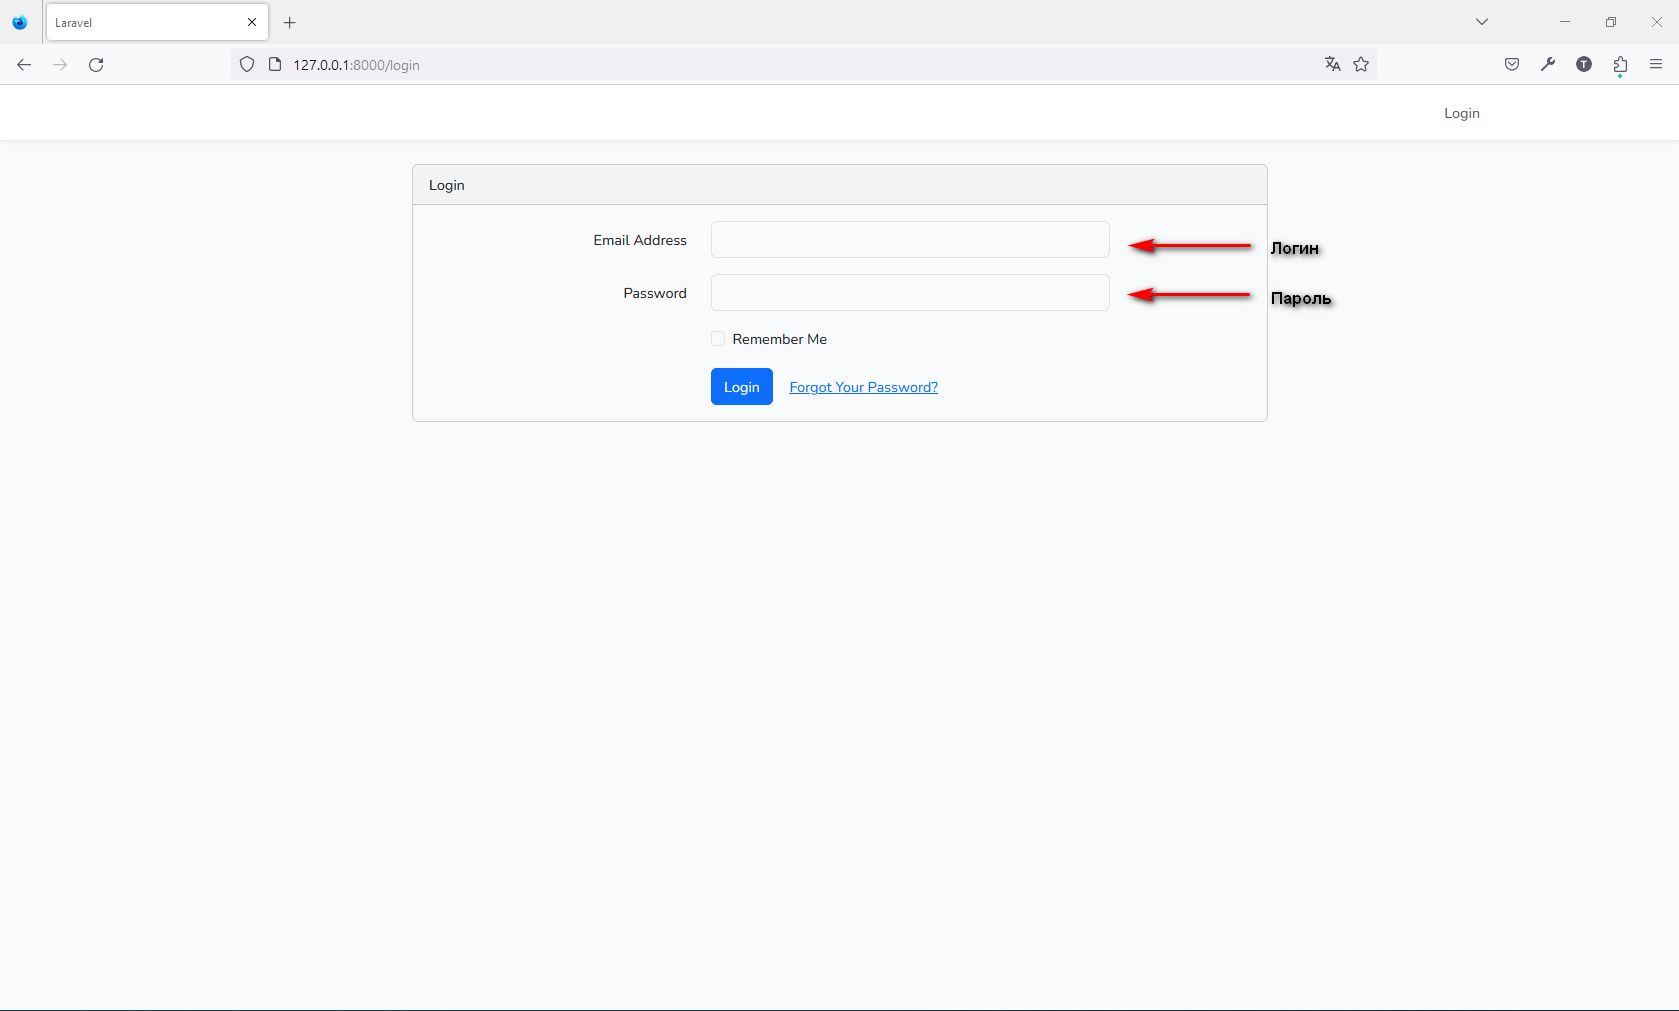 Laravel
127.0.0.1:8000/login
T
Login
Login
Email Address
Логин
Password
Пароль
Remember Me
Login Forgot Your Password?